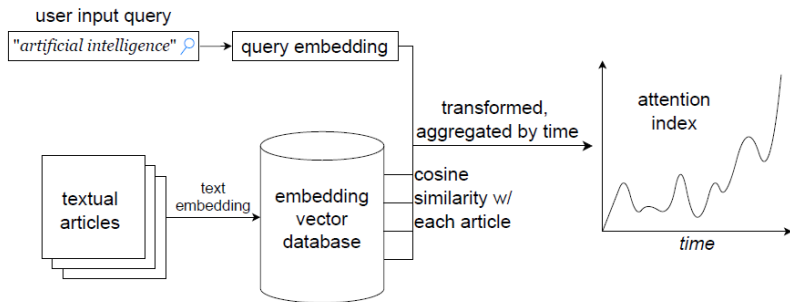 user input query
"artificial intelligence"
query embedding
transformed,
aggregated by time
attention
index
textual
articles
text
embedding
embedding
vector
database
cosine
similarity w/
each article
time